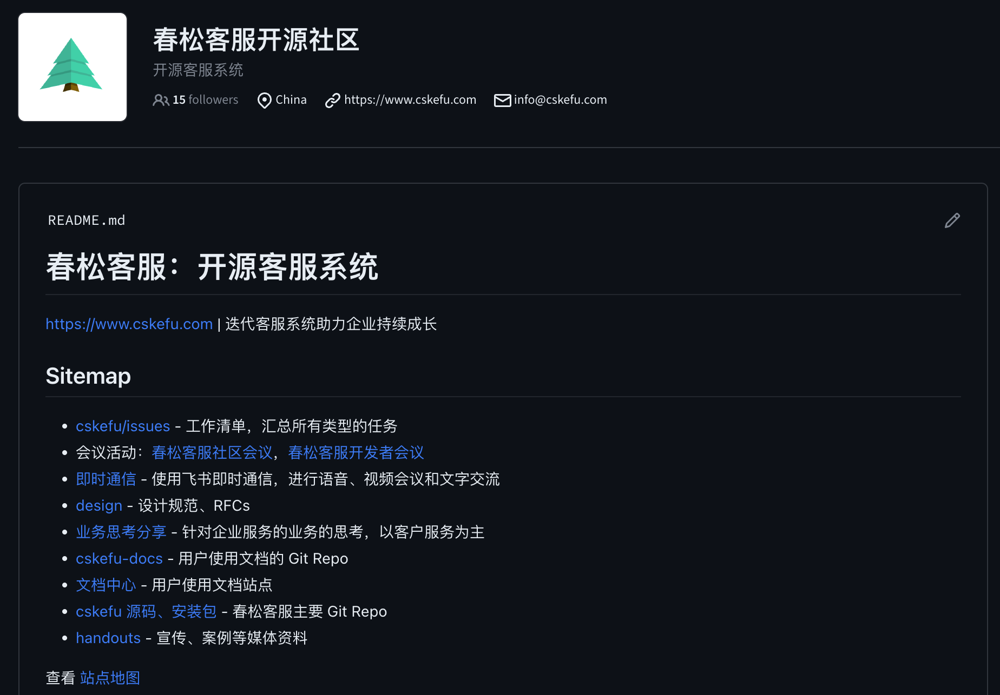 春松客服开源社区
开源客服系统
15 followers China https://www.cskefu.com info@cskefu.com
README.md
春松客服：开源客服系统
https://www.cskefu.com | 迭代客服系统助力企业持续成长
Sitemap
cskefu/issues - 工作清单，汇总所有类型的任务
会议活动：春松客服社区会议，春松客服开发者会议
即时通信 - 使用飞书即时通信，进行语音、视频会议和文字交流
design - 设计规范、RFCs
业务思考分享 - 针对企业服务的业务的思考，以客户服务为主
cskefu-docs - 用户使用文档的 Git Repo
文档中心 - 用户使用文档站点
cskefu 源码、安装包 - 春松客服主要 Git Repo
handouts - 宣传、案例等媒体资料
查看 站点地图